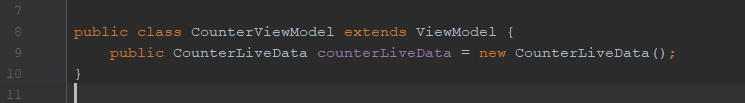 7
8 public class CounterViewModel extends ViewModel {
9 public CounterLiveData counterLiveData = new CounterLiveData();
10 }
11